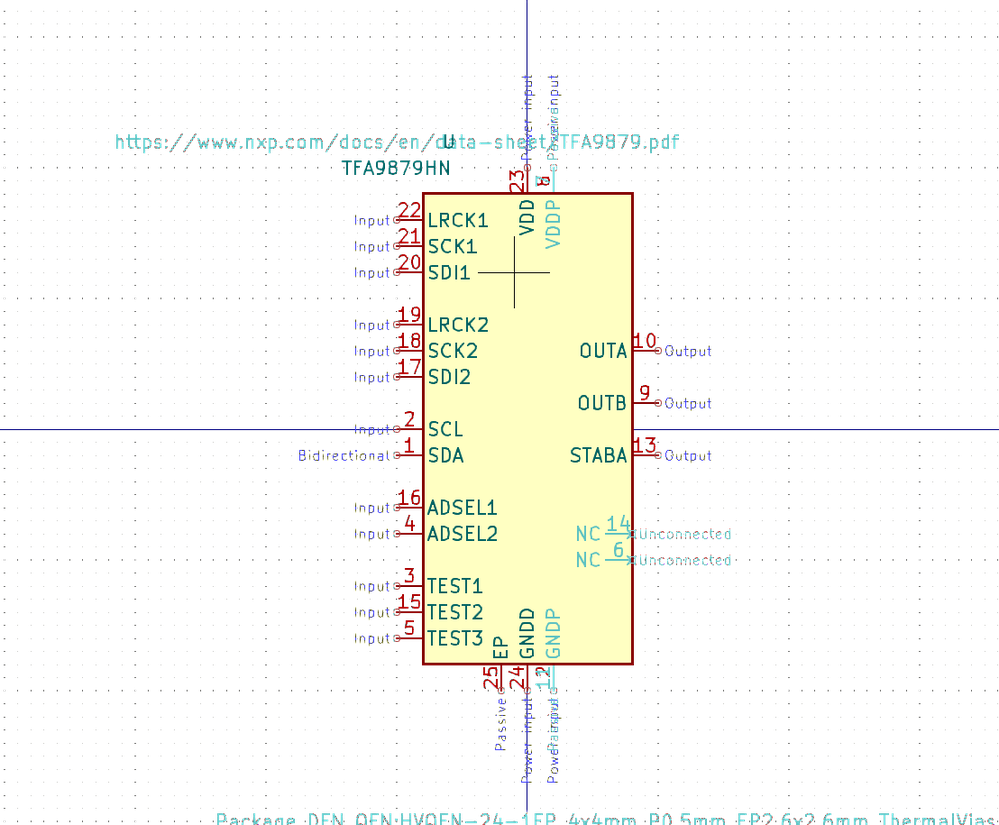 Power input
Power input
https://www.nxp.com/docs/en/data-sheet/TFA9879.pdf
U
TFA9879HN
23
8
VDD
VDDP
Input 22 LRCK1
Input 21 SCK1
Input 20 SDI1
Input 19 LRCK2
Input 18 SCK2
OUTA 10 Output
Input 17 SDI2
OUTB 9 Output
Input 2 SCL
Bidirectional 1 SDA
STABA 13 Output
Input 16 ADSEL1
Input 4 ADSEL2
NC 14 Unconnected
NC 6 Unconnected
Input 3 TEST1
Input 15 TEST2
Input 5 TEST3
EP
GNDD
GNDP
25
24
12
Passive
Power input
Power input
Package_DFN_QFN:HVQFN-24-1EP_4x4mm_P0.5mm_EP2.6x2.6mm_ThermalVias